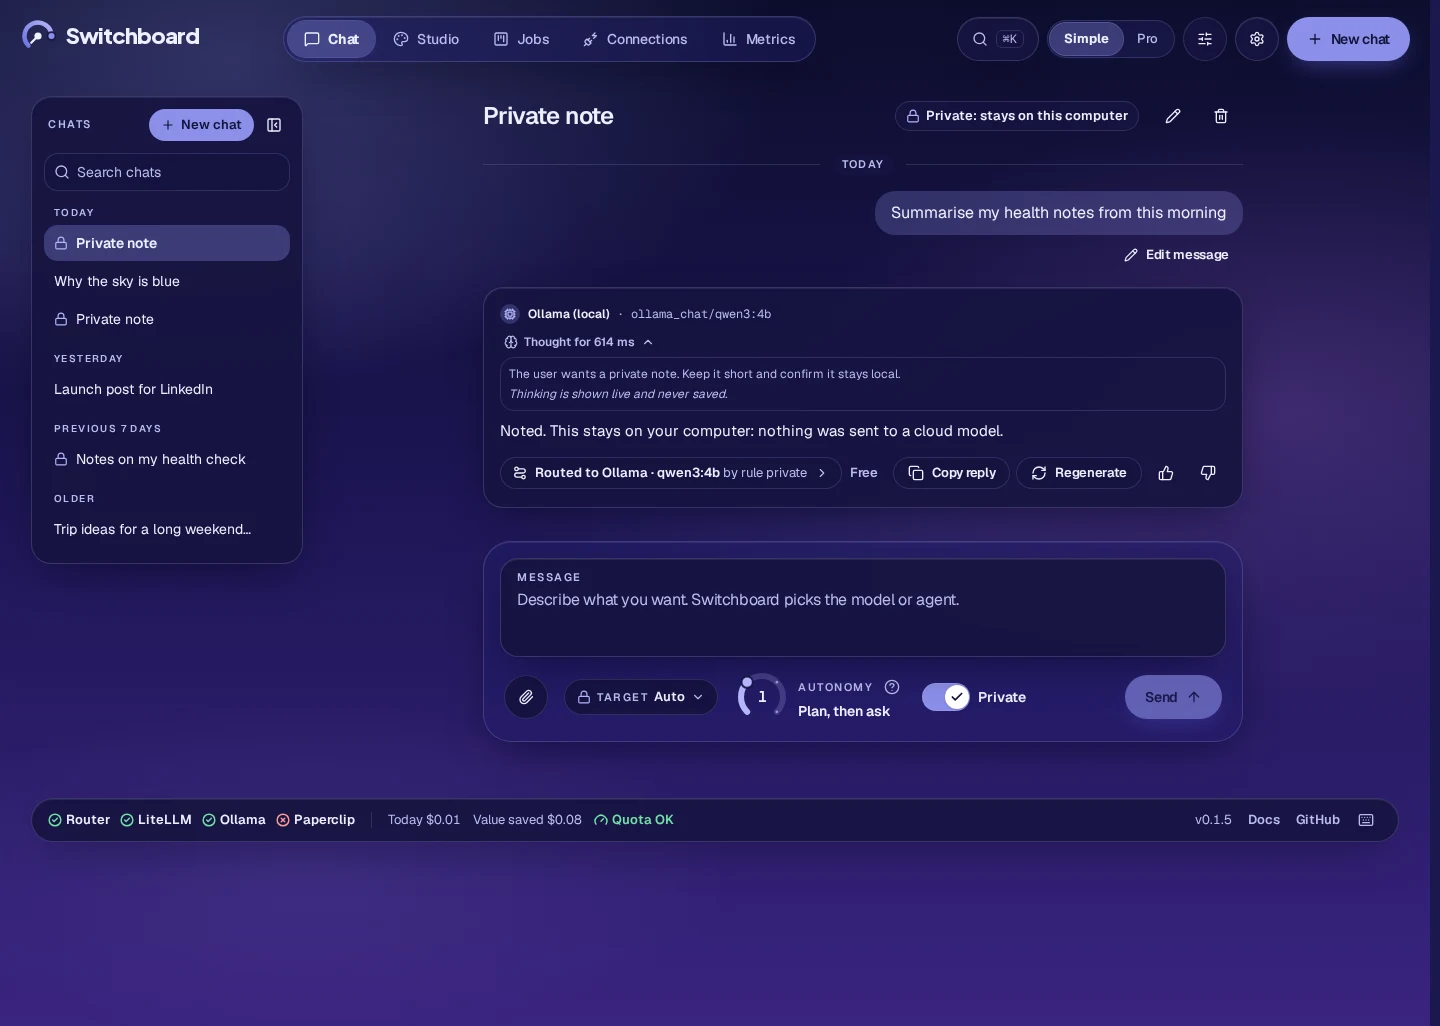 Switchboard
Chat Studio Jobs Connections Metrics
⌘K
Simple Pro
New chat
CHATS
New chat
Search chats
TODAY
Private note
Why the sky is blue
Private note
YESTERDAY
Launch post for LinkedIn
PREVIOUS 7 DAYS
Notes on my health check
OLDER
Trip ideas for a long weekend…
Private note
Private: stays on this computer
TODAY
Summarise my health notes from this morning
Edit message
Ollama (local) · ollama_chat/qwen3:4b
Thought for 614 ms
The user wants a private note. Keep it short and confirm it stays local.
Thinking is shown live and never saved.
Noted. This stays on your computer: nothing was sent to a cloud model.
Routed to Ollama · qwen3:4b by rule private Free Copy reply Regenerate
MESSAGE
Describe what you want. Switchboard picks the model or agent.
TARGET Auto
1
AUTONOMY
Plan, then ask
Private
Send
Router LiteLLM Ollama Paperclip Today $0.01 Value saved $0.08 Quota OK v0.1.5 Docs GitHub